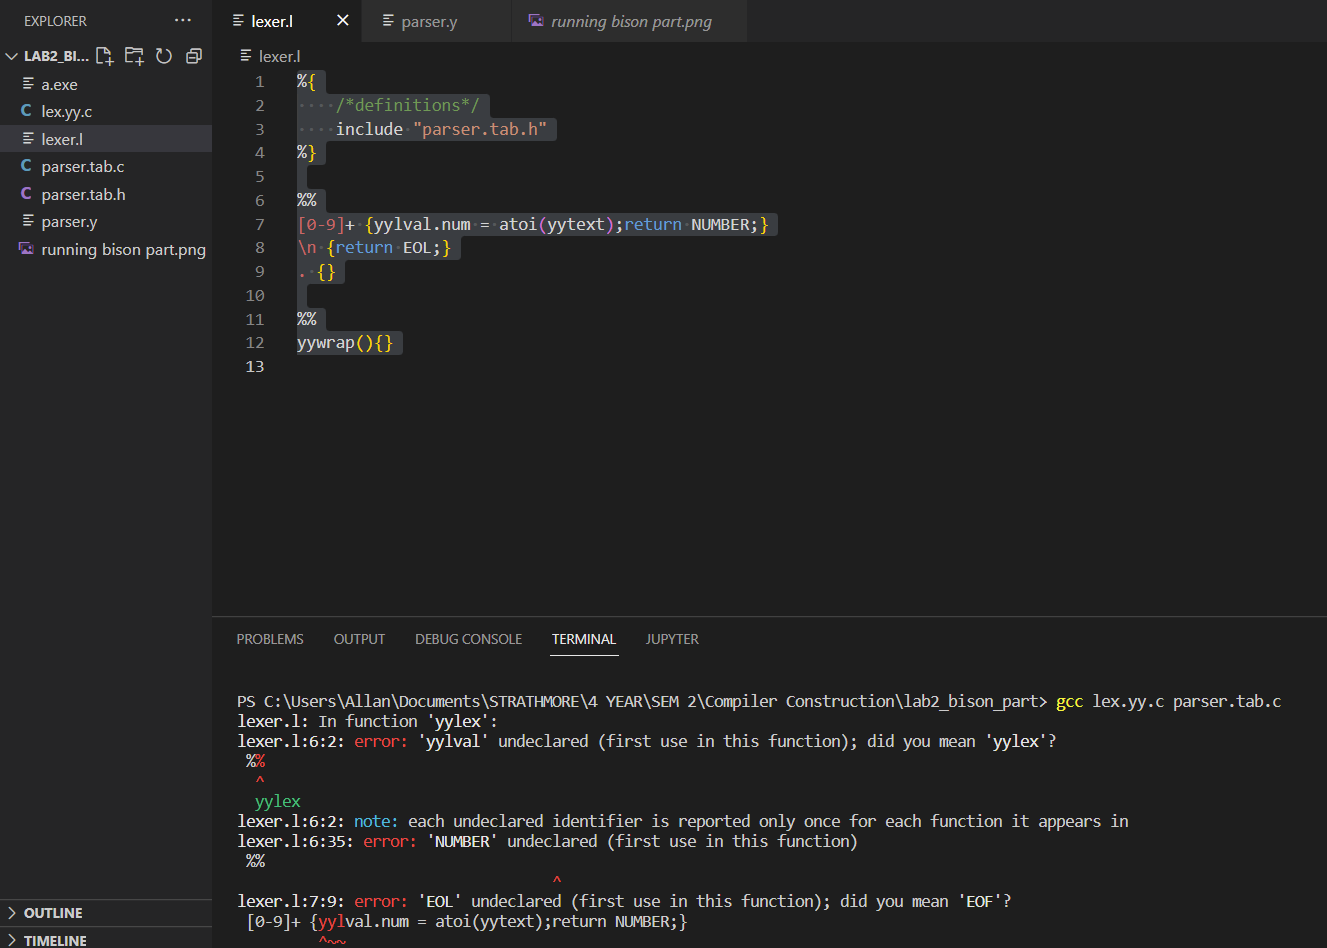 EXPLORER
LAB2_BI...
a.exe
lex.yy.c
lexer.l
parser.tab.c
parser.tab.h
parser.y
running bison part.png
OUTLINE
TIMELINE
lexer.l
parser.y
running bison part.png
lexer.l
1 %{
2 /*definitions*/
3 include "parser.tab.h"
4 %}
5
6 %%
7 [0-9]+ {yylval.num = atoi(yytext);return NUMBER;}
8 \n {return EOL;}
9 . {}
10
11 %%
12 yywrap(){}
13
PROBLEMS OUTPUT DEBUG CONSOLE TERMINAL JUPYTER
PS C:\Users\Allan\Documents\STRATHMORE\4 YEAR\SEM 2\Compiler Construction\lab2_bison_part> gcc lex.yy.c parser.tab.c
lexer.l: In function 'yylex':
lexer.l:6:2: error: 'yylval' undeclared (first use in this function); did you mean 'yylex'?
%%
^
yylex
lexer.l:6:2: note: each undeclared identifier is reported only once for each function it appears in
lexer.l:6:35: error: 'NUMBER' undeclared (first use in this function)
%%
^
lexer.l:7:9: error: 'EOL' undeclared (first use in this function); did you mean 'EOF'?
[0-9]+ {yylval.num = atoi(yytext);return NUMBER;}
^~~